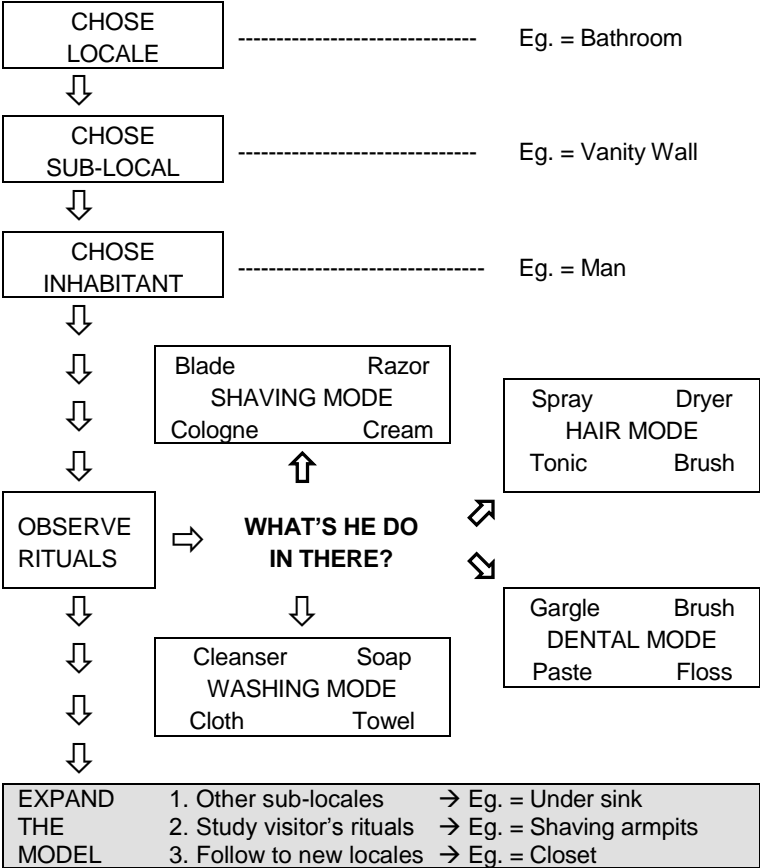 CHOSE
LOCALE
------------------------------- Eg. = Bathroom
CHOSE
SUB-LOCAL
------------------------------- Eg. = Vanity Wall
CHOSE
INHABITANT
-------------------------------- Eg. = Man
Blade Razor
SHAVING MODE
Cologne Cream
Spray Dryer
HAIR MODE
Tonic Brush
OBSERVE
RITUALS
WHAT'S HE DO
IN THERE?
Gargle Brush
DENTAL MODE
Paste Floss
Cleanser Soap
WASHING MODE
Cloth Towel
EXPAND 1. Other sub-locales → Eg. = Under sink
THE 2. Study visitor's rituals → Eg. = Shaving armpits
MODEL 3. Follow to new locales → Eg. = Closet